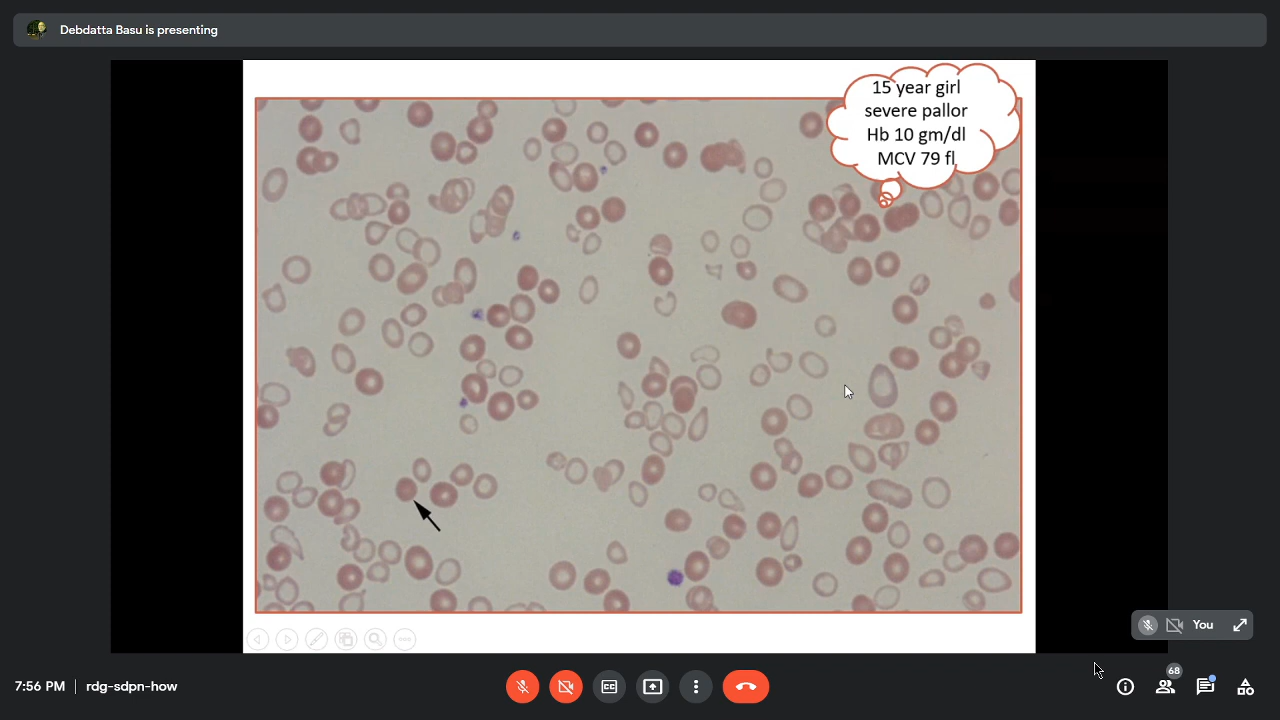 Debdatta Basu is presenting
15 year girl
severe pallor
Hb 10 gm/dl
MCV 79 fl
You
68
7:56 PM | rdg-sdpn-how
CC